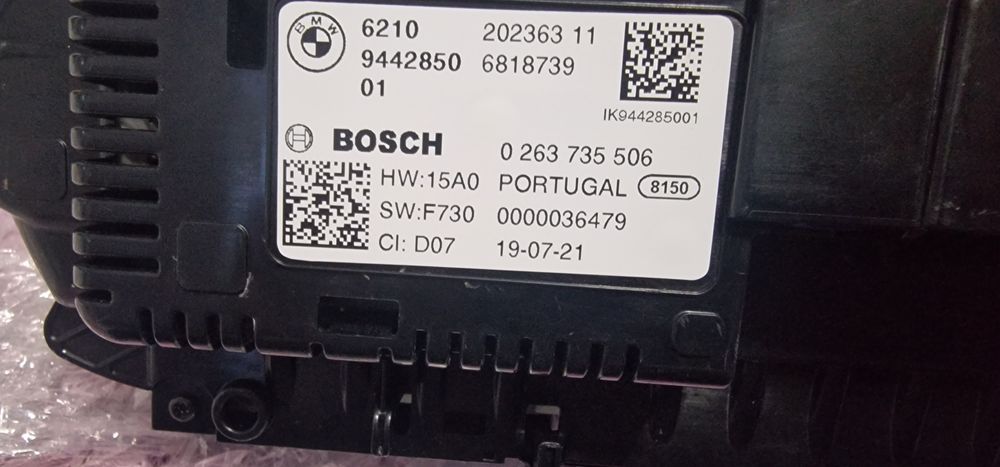 BMW
6210 202363 11
9442850 6818739
01
IK944285001
BOSCH 0 263 735 506
HW:15A0 PORTUGAL 8150
SW:F730 0000036479
CI: D07 19-07-21